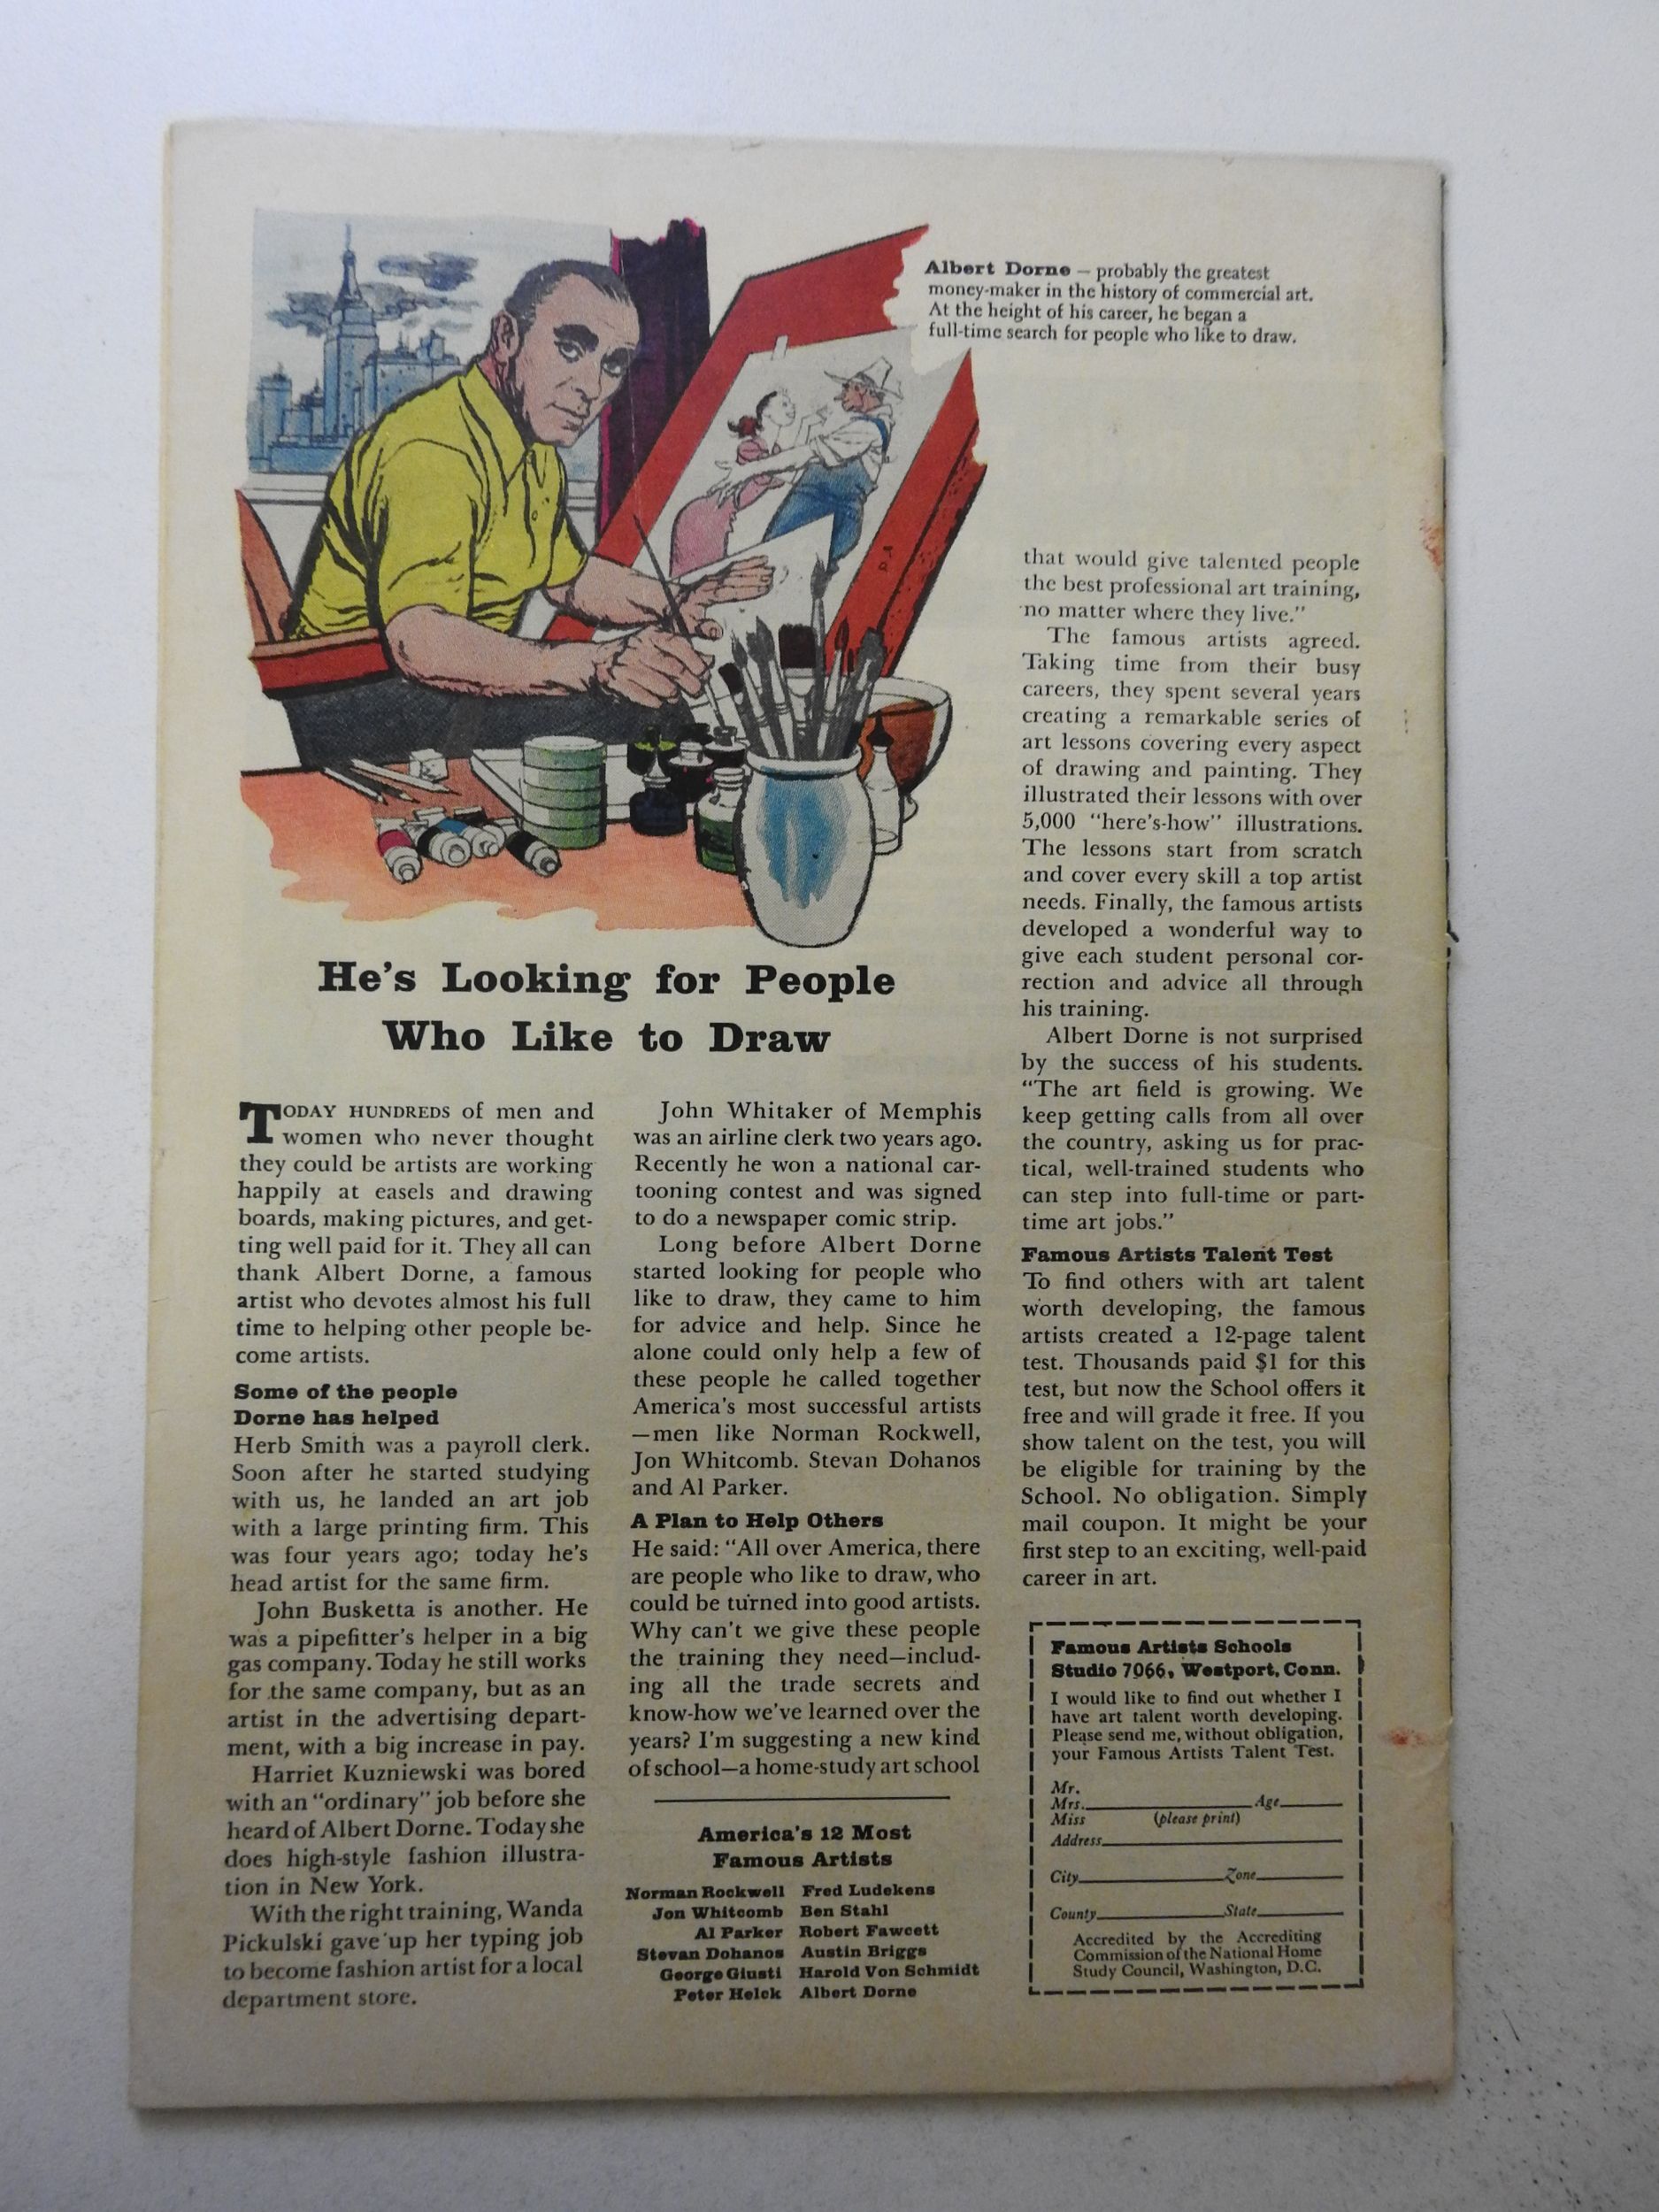 Albert Dorne – probably the greatest
money-maker in the history of commercial art.
At the height of his career, he began a
full-time search for people who like to draw.
He's Looking for People
Who Like to Draw
TODAY HUNDREDS of men and
women who never thought
they could be artists are working
happily at easels and drawing
boards, making pictures, and get-
ting well paid for it. They all can
thank Albert Dorne, a famous
artist who devotes almost his full
time to helping other people be-
come artists.
Some of the people
Dorne has helped
Herb Smith was a payroll clerk.
Soon after he started studying
with us, he landed an art job
with a large printing firm. This
was four years ago; today he's
head artist for the same firm.
John Busketta is another. He
was a pipefitter's helper in a big
gas company. Today he still works
for the same company, but as an
artist in the advertising depart-
ment, with a big increase in pay.
Harriet Kuzniewski was bored
with an "ordinary" job before she
heard of Albert Dorne. Today she
does high-style fashion illustra-
tion in New York.
With the right training, Wanda
Pickulski gave up her typing job
to become fashion artist for a local
department store.
John Whitaker of Memphis
was an airline clerk two years ago.
Recently he won a national car-
tooning contest and was signed
to do a newspaper comic strip.
Long before Albert Dorne
started looking for people who
like to draw, they came to him
for advice and help. Since he
alone could only help a few of
these people he called together
America's most successful artists
—men like Norman Rockwell,
Jon Whitcomb. Stevan Dohanos
and Al Parker.
A Plan to Help Others
He said: "All over America, there
are people who like to draw, who
could be turned into good artists.
Why can't we give these people
the training they need—includ-
ing all the trade secrets and
know-how we've learned over the
years? I'm suggesting a new kind
of school—a home-study art school
America's 12 Most
Famous Artists
Norman Rockwell Fred Ludekens
Jon Whitcomb Ben Stahl
Al Parker Robert Fawcett
Stevan Dohanos Austin Briggs
George Giusti Harold Von Schmidt
Peter Helck Albert Dorne
that would give talented people
the best professional art training,
no matter where they live."
The famous artists agreed.
Taking time from their busy
careers, they spent several years
creating a remarkable series of
art lessons covering every aspect
of drawing and painting. They
illustrated their lessons with over
5,000 "here's-how" illustrations.
The lessons start from scratch
and cover every skill a top artist
needs. Finally, the famous artists
developed a wonderful way to
give each student personal cor-
rection and advice all through
his training.
Albert Dorne is not surprised
by the success of his students.
"The art field is growing. We
keep getting calls from all over
the country, asking us for prac-
tical, well-trained students who
can step into full-time or part-
time art jobs."
Famous Artists Talent Test
To find others with art talent
worth developing, the famous
artists created a 12-page talent
test. Thousands paid $1 for this
test, but now the School offers it
free and will grade it free. If you
show talent on the test, you will
be eligible for training by the
School. No obligation. Simply
mail coupon. It might be your
first step to an exciting, well-paid
career in art.
Famous Artists Schools
Studio 7066, Westport, Conn.
I would like to find out whether I
have art talent worth developing.
Please send me, without obligation,
your Famous Artists Talent Test.
Mr.
Mrs. Age
Miss (please print)
Address
City Zone
County State
Accredited by the Accrediting
Commission of the National Home
Study Council, Washington, D.C.